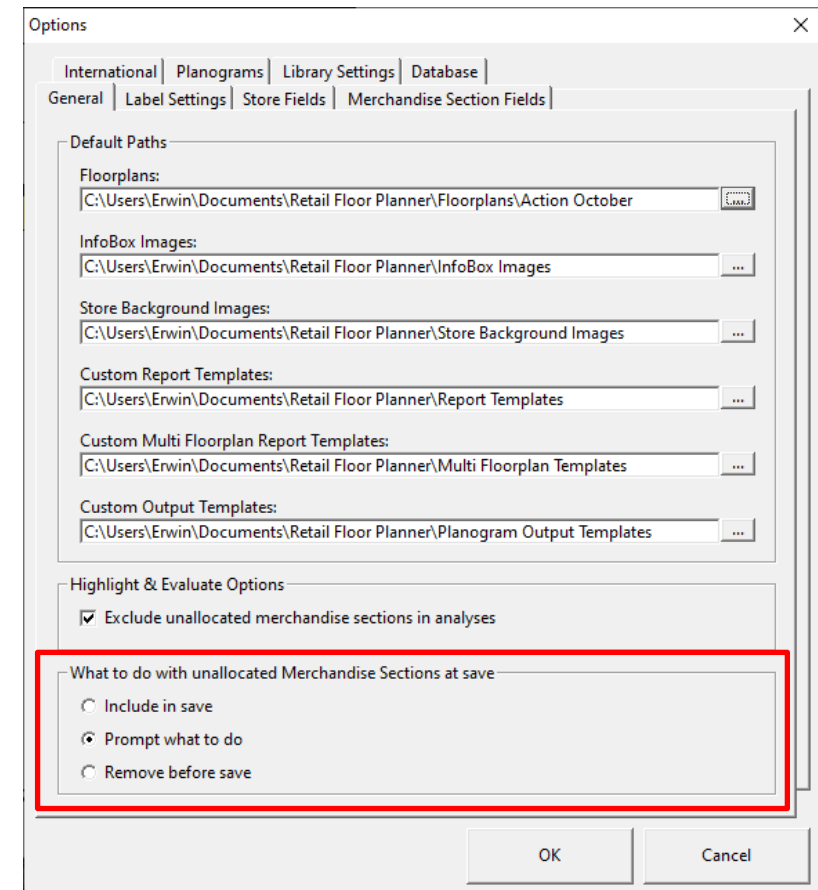 Options
International Planograms Library Settings Database
General Label Settings Store Fields Merchandise Section Fields
Default Paths
Floorplans:
C:\Users\Erwin\Documents\Retail Floor Planner\Floorplans\Action October ...
InfoBox Images:
C:\Users\Erwin\Documents\Retail Floor Planner\InfoBox Images ...
Store Background Images:
C:\Users\Erwin\Documents\Retail Floor Planner\Store Background Images ...
Custom Report Templates:
C:\Users\Erwin\Documents\Retail Floor Planner\Report Templates ...
Custom Multi Floorplan Report Templates:
C:\Users\Erwin\Documents\Retail Floor Planner\Multi Floorplan Templates ...
Custom Output Templates:
C:\Users\Erwin\Documents\Retail Floor Planner\Planogram Output Templates ...
Highlight & Evaluate Options
Exclude unallocated merchandise sections in analyses
What to do with unallocated Merchandise Sections at save
Include in save
Prompt what to do
Remove before save
OK Cancel